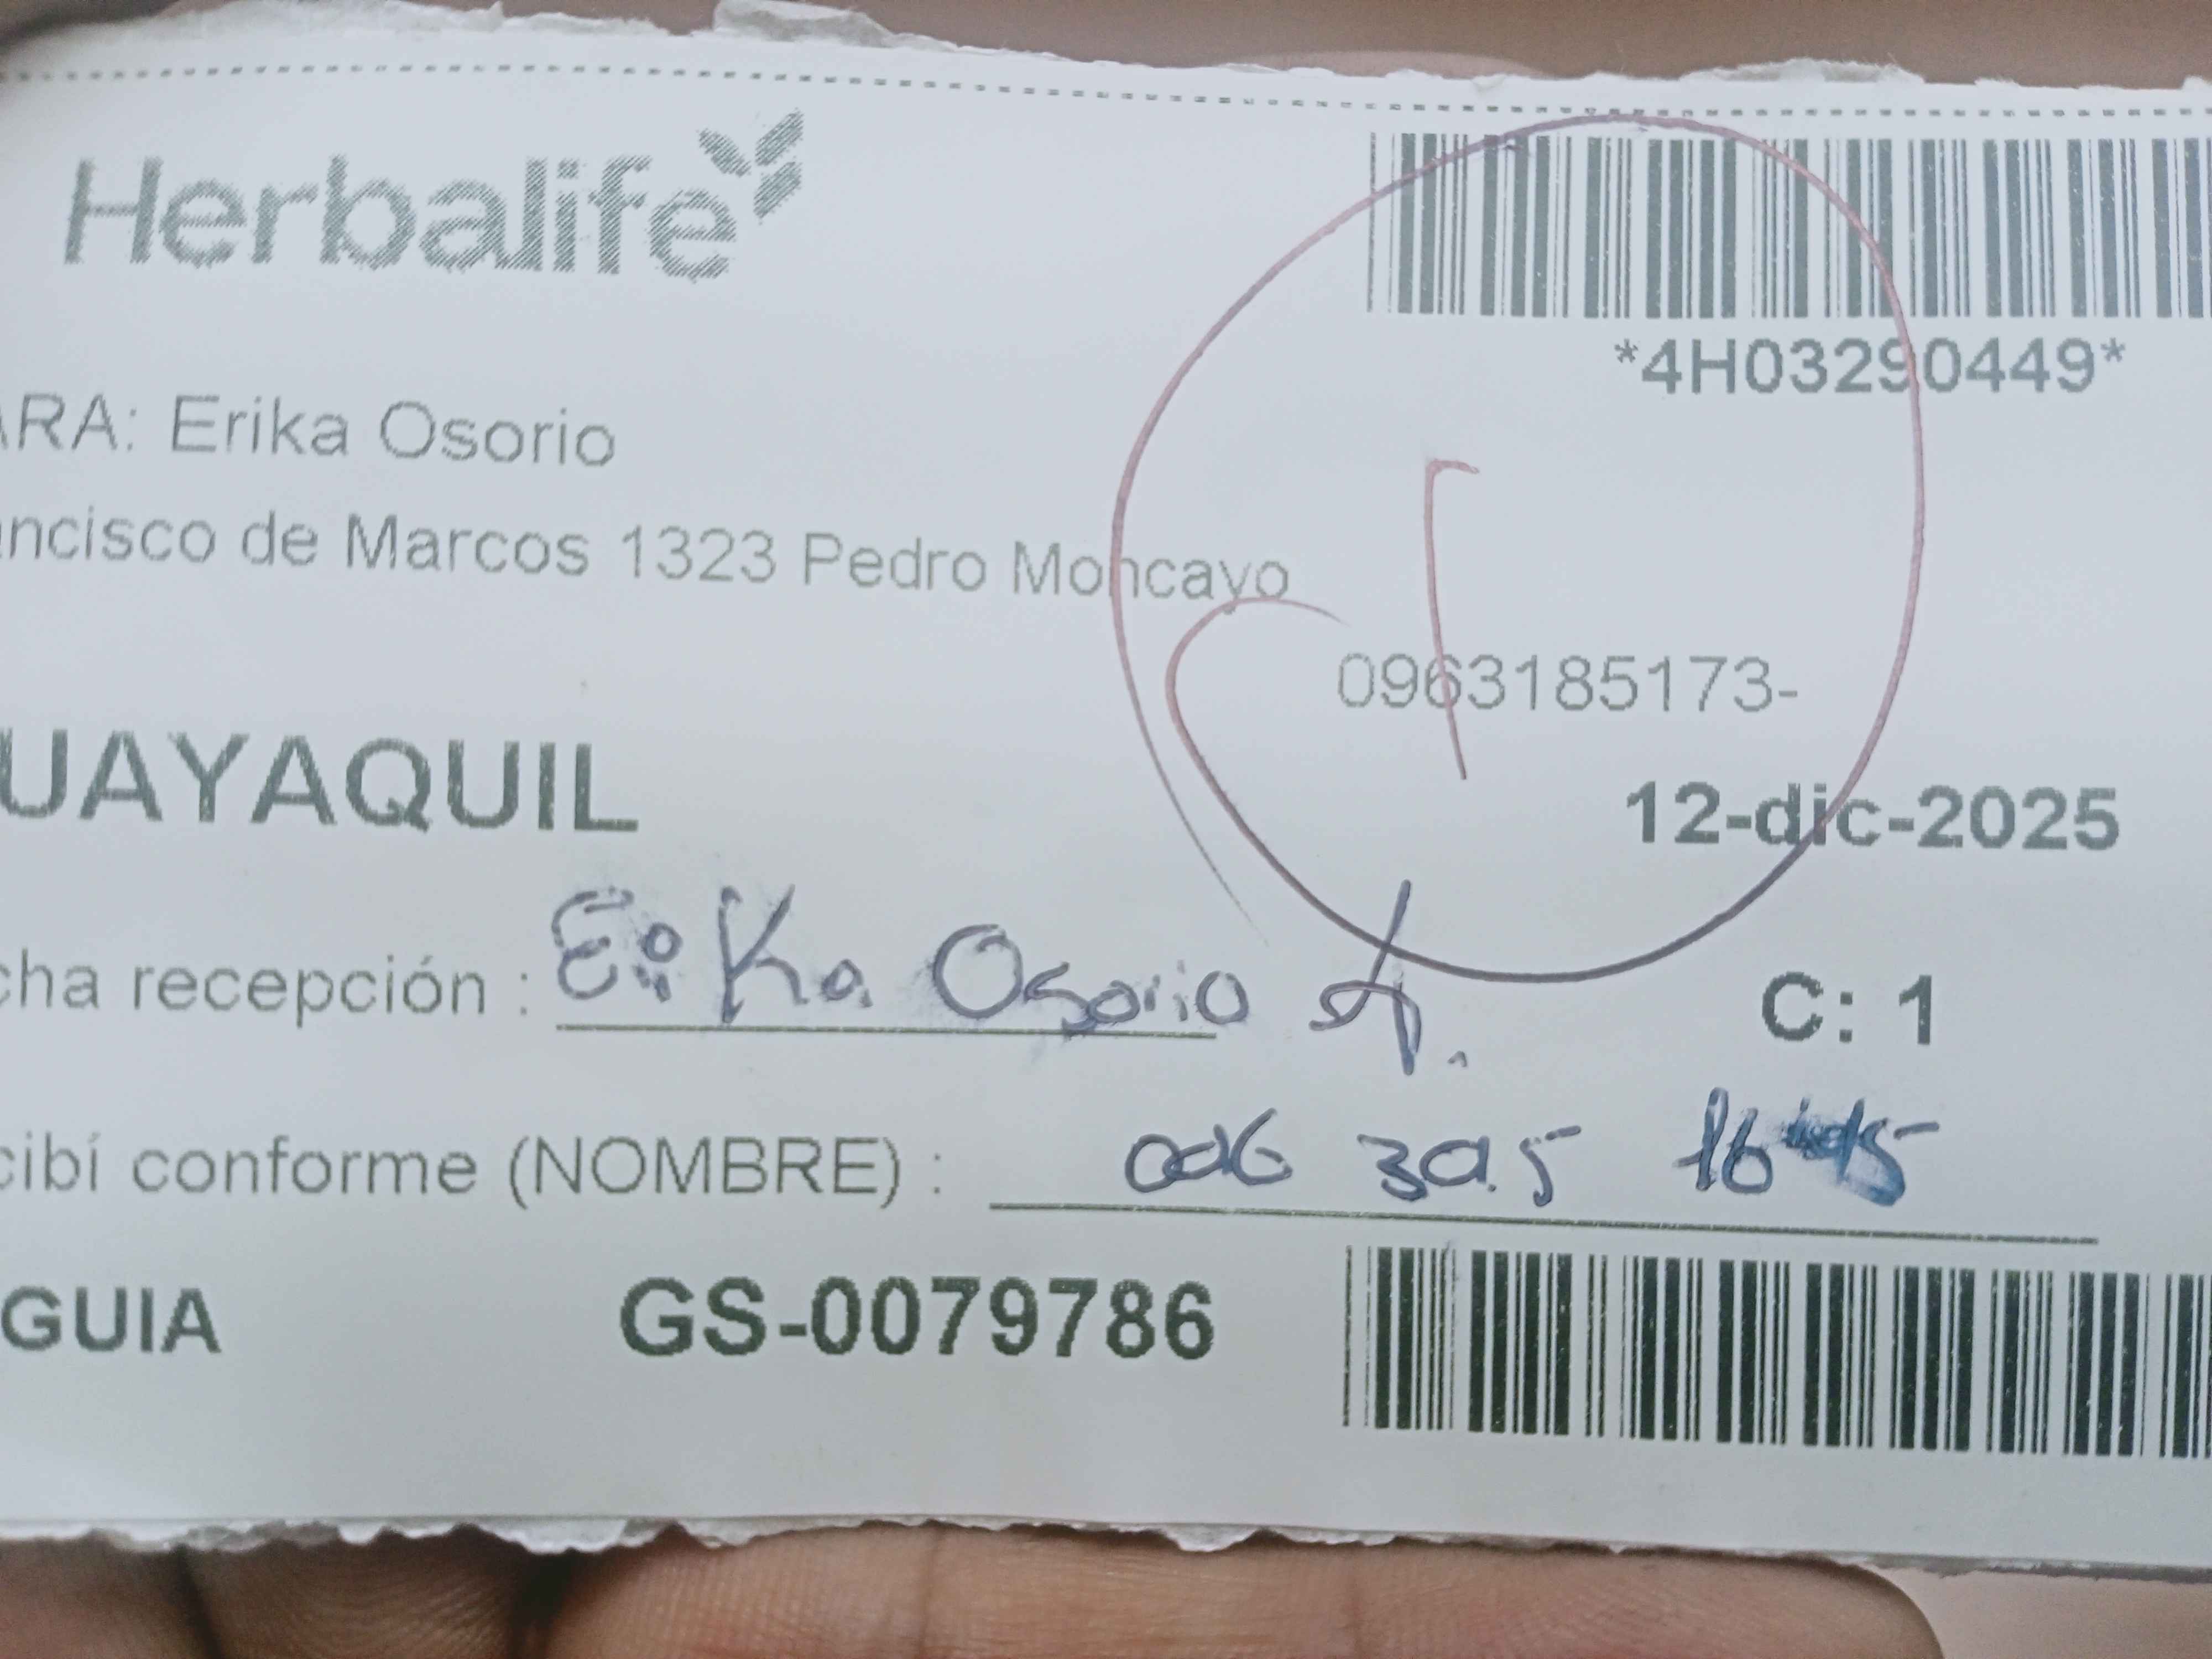 Herbalife
*4H03290449*
ARA: Erika Osorio
ncisco de Marcos 1323 Pedro Moncayo
0963185173-
UAYAQUIL
12-dic-2025
cha recepción : Erika Osorio A.
C: 1
cibí conforme (NOMBRE) :
GUIA GS-0079786